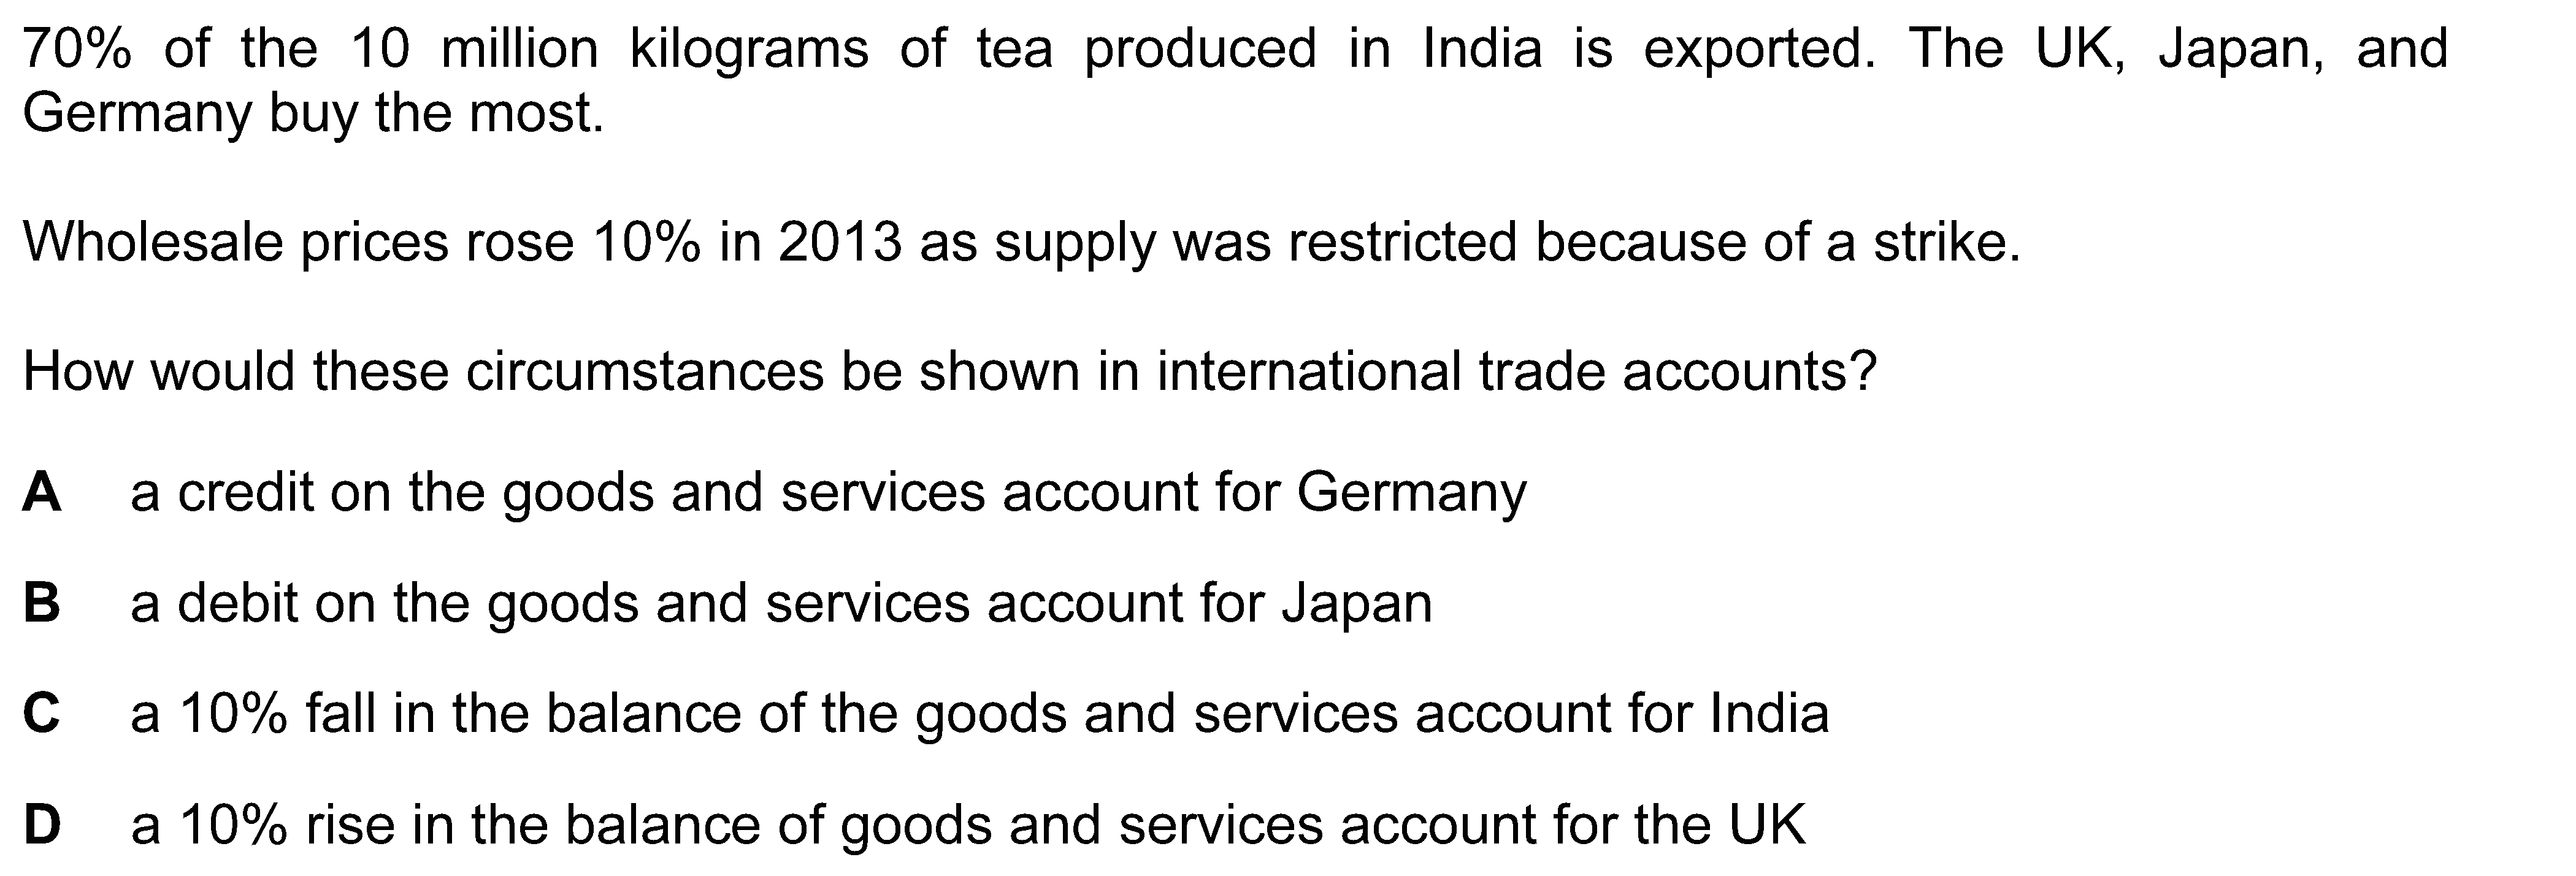 70% of the 10 million kilograms of tea produced in India is exported. The UK, Japan, and
Germany buy the most.
Wholesale prices rose 10% in 2013 as supply was restricted because of a strike.
How would these circumstances be shown in international trade accounts?
A a credit on the goods and services account for Germany
B a debit on the goods and services account for Japan
C a 10% fall in the balance of the goods and services account for India
D a 10% rise in the balance of goods and services account for the UK